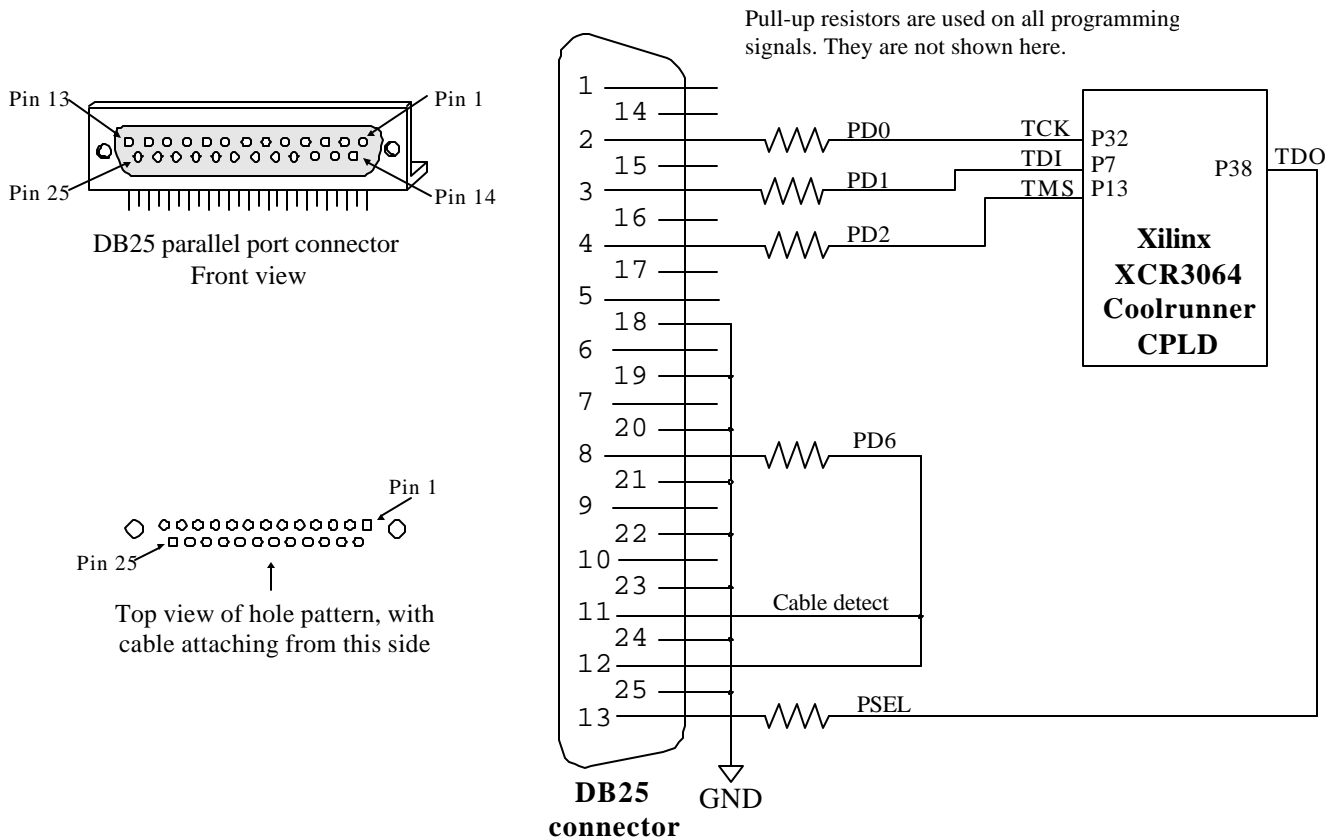 Pull-up resistors are used on all programming
signals. They are not shown here.
Pin 13
Pin 1
Pin 25
Pin 14
DB25 parallel port connector
Front view
Pin 1
Pin 25
Top view of hole pattern, with
cable attaching from this side
1
14
2
15
3
16
4
17
5
18
6
19
7
20
8
21
9
22
10
23
11
24
12
25
13
PD0
PD1
PD2
PD6
Cable detect
PSEL
TCK
TDI
TMS
P32
P7
P13
P38
TDO
Xilinx
XCR3064
Coolrunner
CPLD
DB25
connector
GND